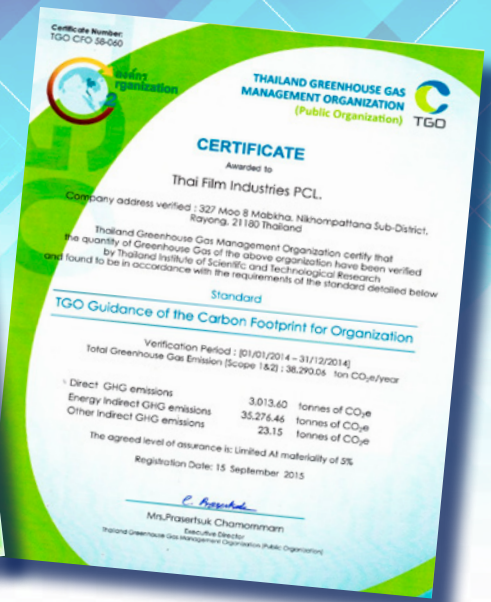 Certificate Number:
TGO CFO 58-060
องค์กร
rganization
THAILAND GREENHOUSE GAS
MANAGEMENT ORGANIZATION
(Public Organization)
TGO
CERTIFICATE
Awarded to
Thai Film Industries PCL.
Company address verified : 327 Moo 8 Mabkha, Nikhompattana Sub-District,
Rayong, 21180 Thailand
Thailand Greenhouse Gas Management Organization certify that
the quantity of Greenhouse Gas of the above organization have been verified
by Thailand Institute of Scientific and Technological Research
and found to be in accordance with the requirements of the standard detailed below
Standard
TGO Guidance of the Carbon Footprint for Organization
Verification Period : [01/01/2014 – 31/12/2014]
Total Greenhouse Gas Emission (Scope 1&2) : 38,290.06 ton CO₂e/year
Direct GHG emissions 3,013.60 tonnes of CO₂e
Energy Indirect GHG emissions 35,276.46 tonnes of CO₂e
Other Indirect GHG emissions 23.15 tonnes of CO₂e
The agreed level of assurance is: Limited At materiality of 5%
Registration Date: 15 September 2015
Mrs.Prasertsuk Chamornmarn
Executive Director
Thailand Greenhouse Gas Management Organization (Public Organization)